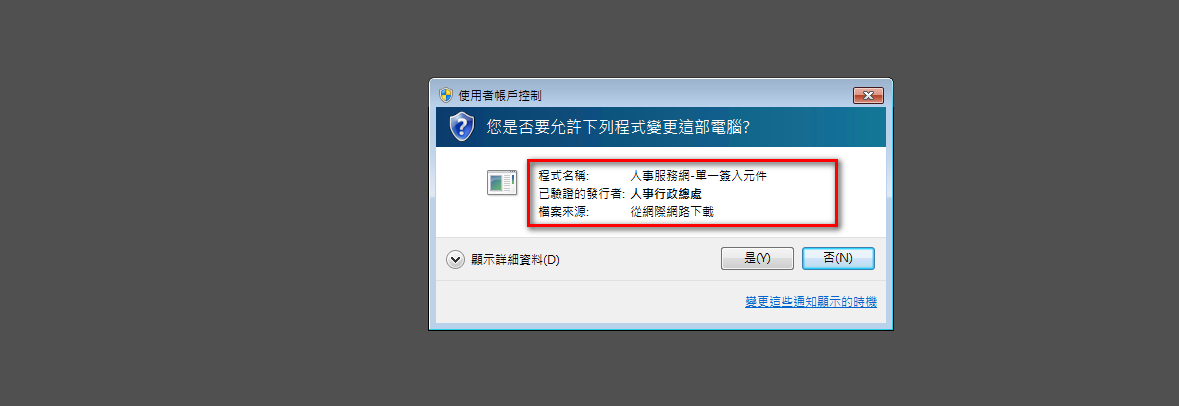 使用者帳戶控制
您是否要允許下列程式變更這部電腦?
程式名稱: 人事服務網-單一簽入元件
已驗證的發行者: 人事行政總處
檔案來源: 從網際網路下載
顯示詳細資料(D)
是(Y)
否(N)
變更這些通知顯示的時機